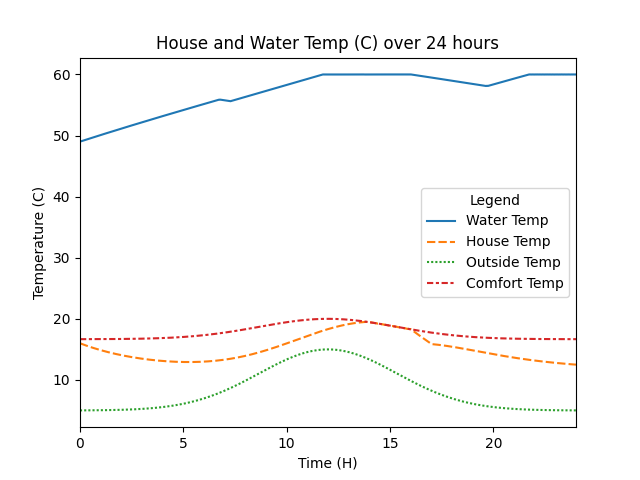 House and Water Temp (C) over 24 hours
Temperature (C)
60
50
40
30
20
10
Legend
Water Temp
House Temp
Outside Temp
Comfort Temp
0 5 10 15 20
Time (H)